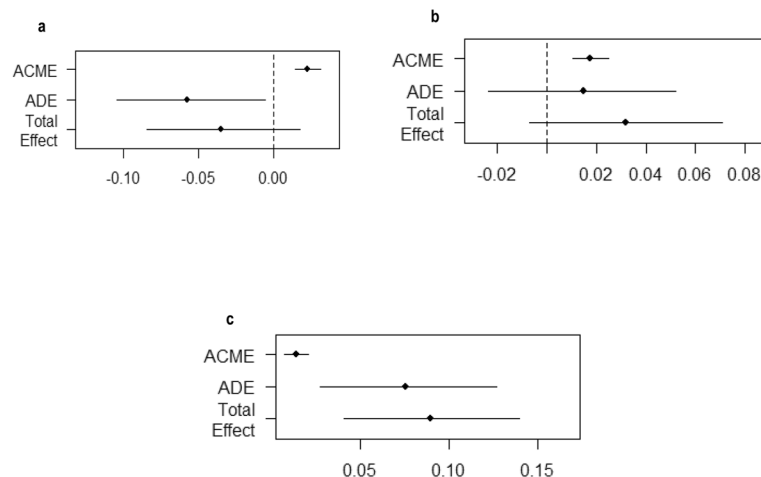 a
ACME
ADE
Total
Effect
-0.10 -0.05 0.00
b
ACME
ADE
Total
Effect
-0.02 0.02 0.04 0.06 0.08
c
ACME
ADE
Total
Effect
0.05 0.10 0.15